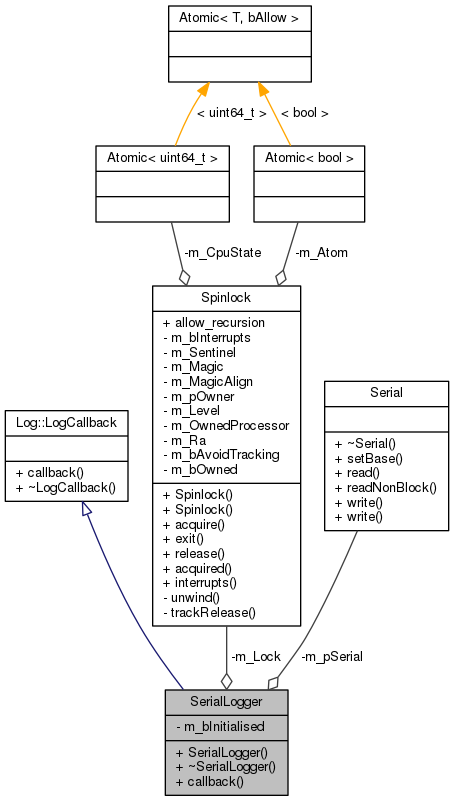 Atomic< T, bAllow >
< uint64_t >
< bool >
Atomic< uint64_t >
Atomic< bool >
-m_CpuState
-m_Atom
Spinlock
+ allow_recursion
- m_bInterrupts
- m_Sentinel
- m_Magic
- m_MagicAlign
- m_pOwner
- m_Level
- m_OwnedProcessor
- m_Ra
- m_bAvoidTracking
- m_bOwned
+ Spinlock()
+ Spinlock()
+ acquire()
+ exit()
+ release()
+ acquired()
+ interrupts()
- unwind()
- trackRelease()
Serial
+ ~Serial()
+ setBase()
+ read()
+ readNonBlock()
+ write()
+ write()
Log::LogCallback
+ callback()
+ ~LogCallback()
-m_Lock
-m_pSerial
SerialLogger
- m_bInitialised
+ SerialLogger()
+ ~SerialLogger()
+ callback()